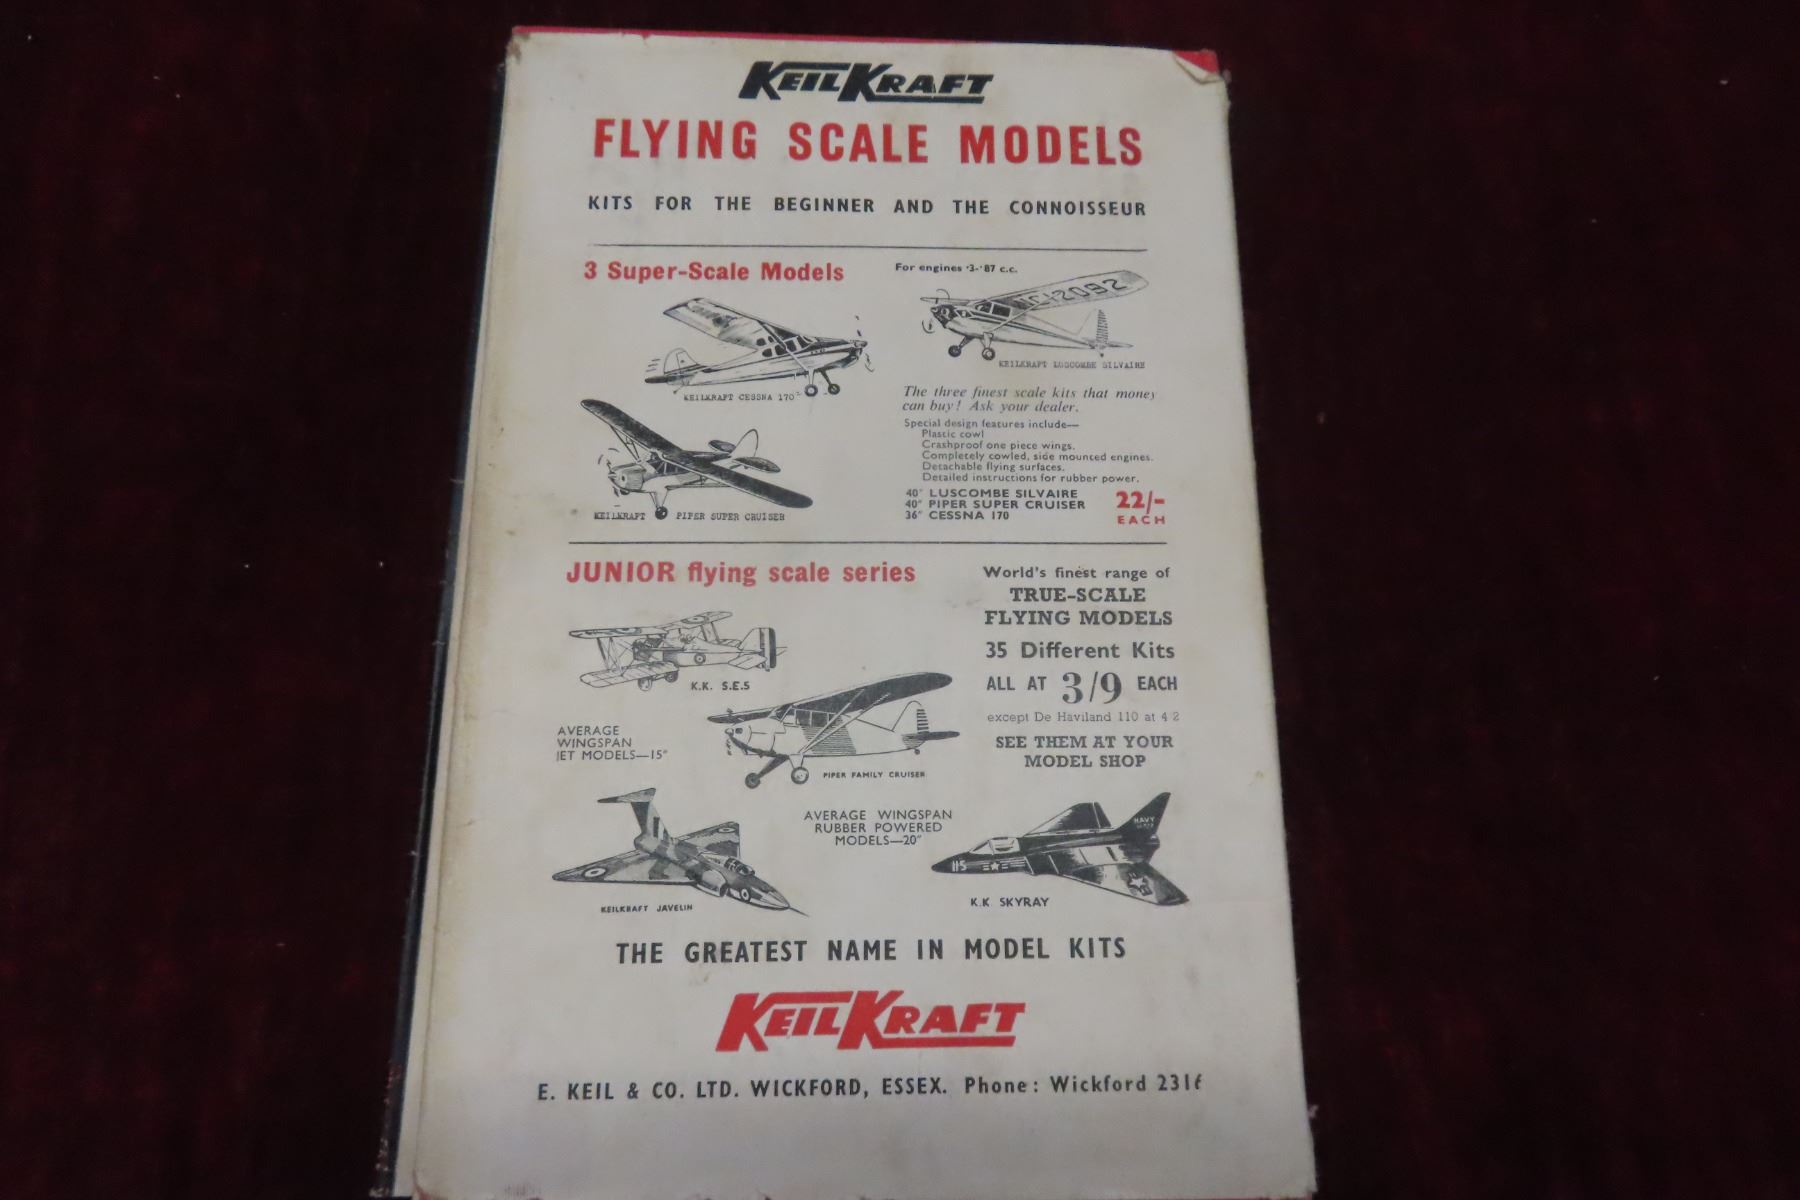 KEILKRAFT
FLYING SCALE MODELS
KITS FOR THE BEGINNER AND THE CONNOISSEUR
3 Super-Scale Models
For engines ·3-·87 c.c.
NC12092
KEILKRAFT LUSCOMBE SILVAIRE
KEILKRAFT CESSNA 170
KEILKRAFT PIPER SUPER CRUISER
The three finest scale kits that money
can buy! Ask your dealer.
Special design features include—
Plastic cowl
Crashproof one piece wings.
Completely cowled, side mounted engines.
Detachable flying surfaces.
Detailed instructions for rubber power.
40" LUSCOMBE SILVAIRE
40" PIPER SUPER CRUISER
36" CESSNA 170
22/-
EACH
JUNIOR flying scale series
K.K. S.E.5
AVERAGE
WINGSPAN
JET MODELS—15"
PIPER FAMILY CRUISER
World's finest range of
TRUE-SCALE
FLYING MODELS
35 Different Kits
ALL AT 3/9 EACH
except De Haviland 110 at 4 2
SEE THEM AT YOUR
MODEL SHOP
KEILKRAFT JAVELIN
AVERAGE WINGSPAN
RUBBER POWERED
MODELS—20"
NAVY
115
K.K SKYRAY
THE GREATEST NAME IN MODEL KITS
KEILKRAFT
E. KEIL & CO. LTD. WICKFORD, ESSEX. Phone: Wickford 2316